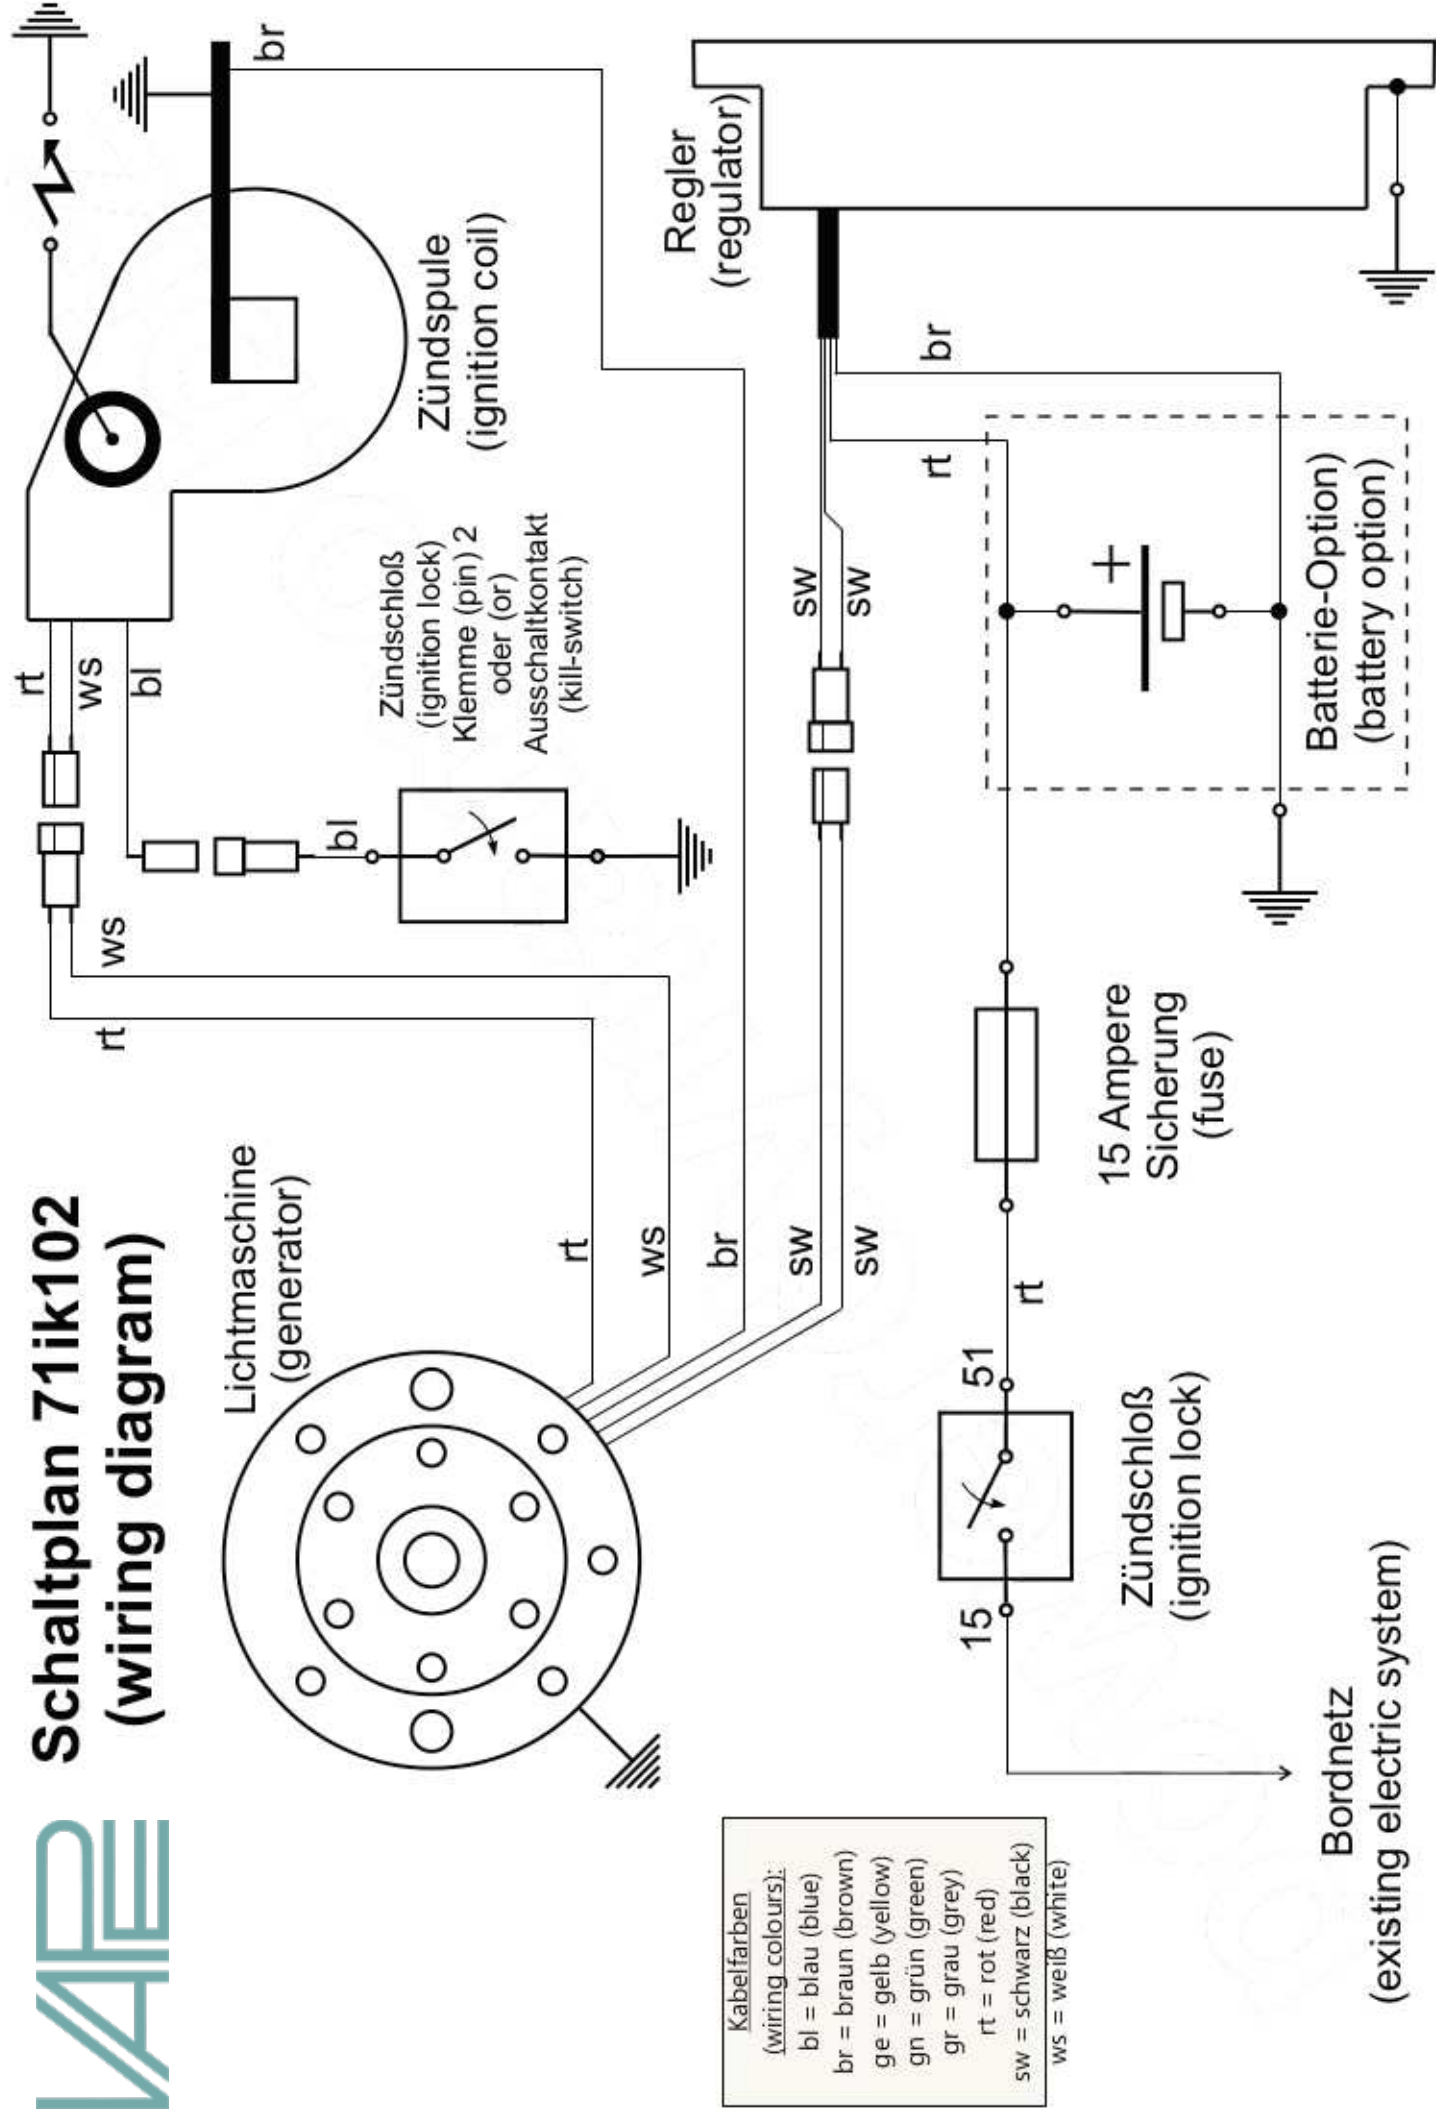 VAPE
Schaltplan 71ik102
(wiring diagram)
Lichtmaschine
(generator)
rt
ws
br
sw
sw
rt
ws
rt
ws
bl
bl
Zündschloß
(ignition lock)
Klemme (pin) 2
oder (or)
Ausschaltkontakt
(kill-switch)
Zündspule
(ignition coil)
br
Regler
(regulator)
sw
sw
br
rt
+
Batterie-Option)
(battery option)
15 Ampere
Sicherung
(fuse)
rt
51
15
Zündschloß
(ignition lock)
Bordnetz
(existing electric system)
Kabelfarben
(wiring colours):
bl = blau (blue)
br = braun (brown)
ge = gelb (yellow)
gn = grün (green)
gr = grau (grey)
rt = rot (red)
sw = schwarz (black)
ws = weiß (white)